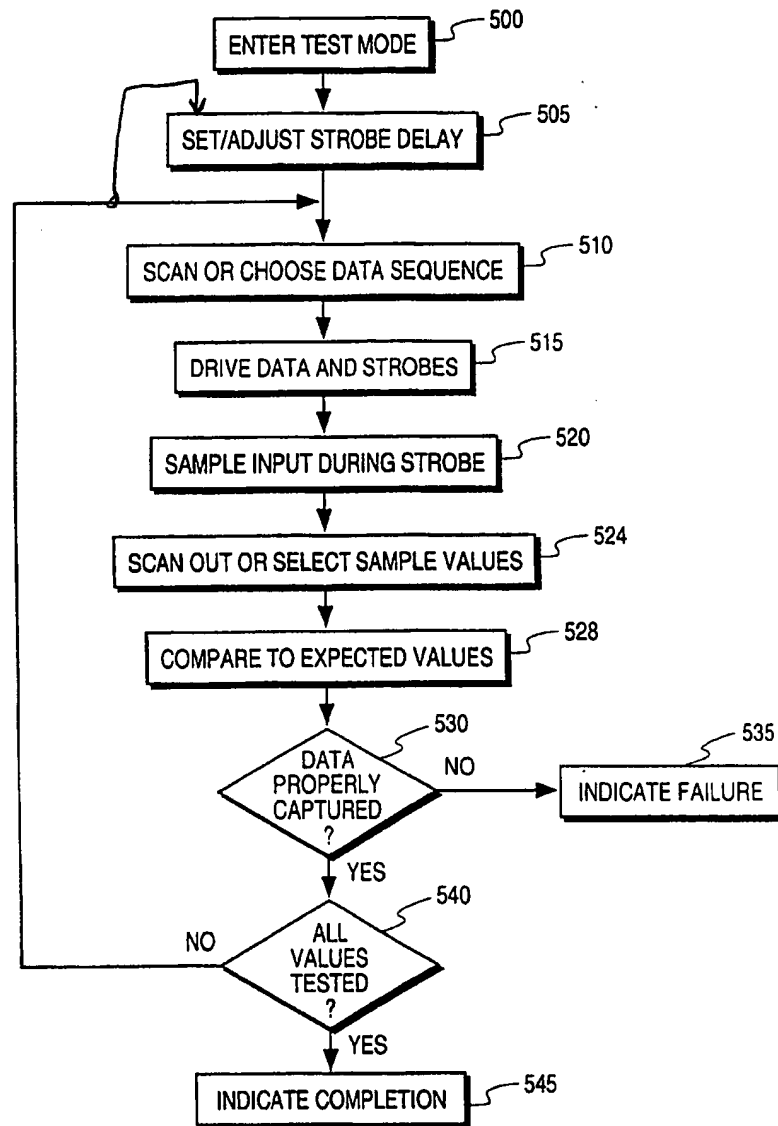 500
ENTER TEST MODE
505
SET/ADJUST STROBE DELAY
510
SCAN OR CHOOSE DATA SEQUENCE
515
DRIVE DATA AND STROBES
520
SAMPLE INPUT DURING STROBE
524
SCAN OUT OR SELECT SAMPLE VALUES
528
COMPARE TO EXPECTED VALUES
530
DATA
PROPERLY
CAPTURED
?
NO
535
INDICATE FAILURE
YES
540
NO
ALL
VALUES
TESTED
?
YES
545
INDICATE COMPLETION